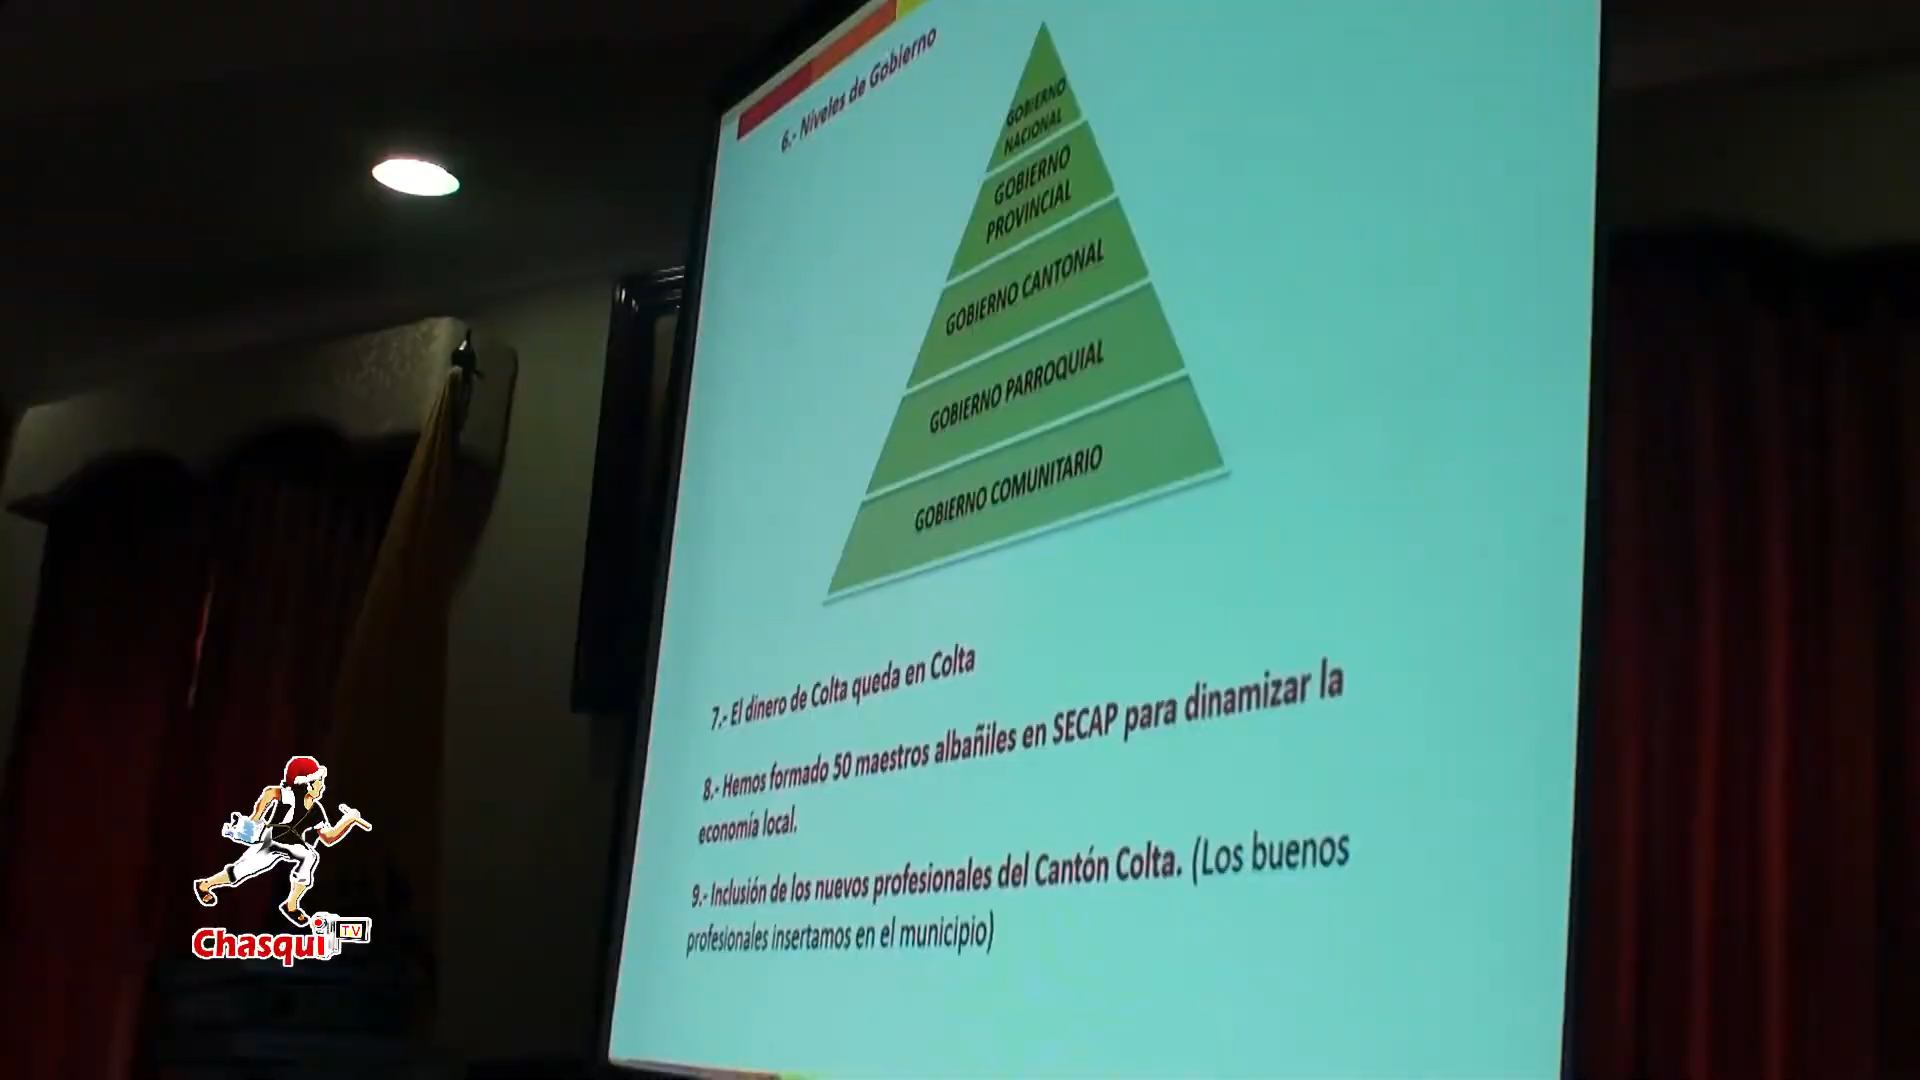 6.- Niveles de Gobierno
GOBIERNO
NACIONAL
GOBIERNO
PROVINCIAL
GOBIERNO CANTONAL
GOBIERNO PARROQUIAL
GOBIERNO COMUNITARIO
7.- El dinero de Colta queda en Colta
8.- Hemos formado 50 maestros albañiles en SECAP para dinamizar la
economía local.
9.- Inclusión de los nuevos profesionales del Cantón Colta. (Los buenos
profesionales insertamos en el municipio)
Chasqui TV